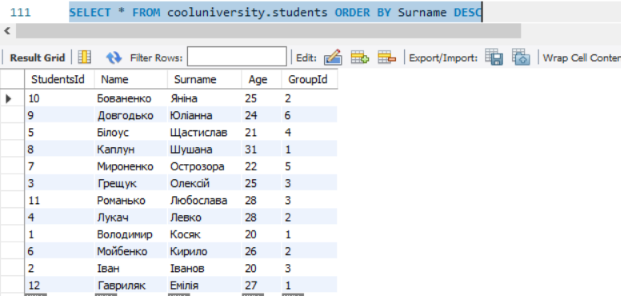 111 SELECT * FROM cooluniversity.students ORDER BY Surname DESC
Result Grid Filter Rows: Edit: Export/Import: Wrap Cell Conten
StudentsId Name Surname Age GroupId
10 Бованенко Яніна 25 2
9 Довгодько Юліанна 24 6
5 Білоус Щастислав 21 4
8 Каплун Шушана 31 1
7 Мироненко Острозора 22 5
3 Грещук Олексій 25 3
11 Романько Любослава 28 3
4 Лукач Левко 28 2
1 Володимир Косяк 20 1
6 Мойбенко Кирило 26 2
2 Іван Іванов 20 3
12 Гавриляк Емілія 27 1